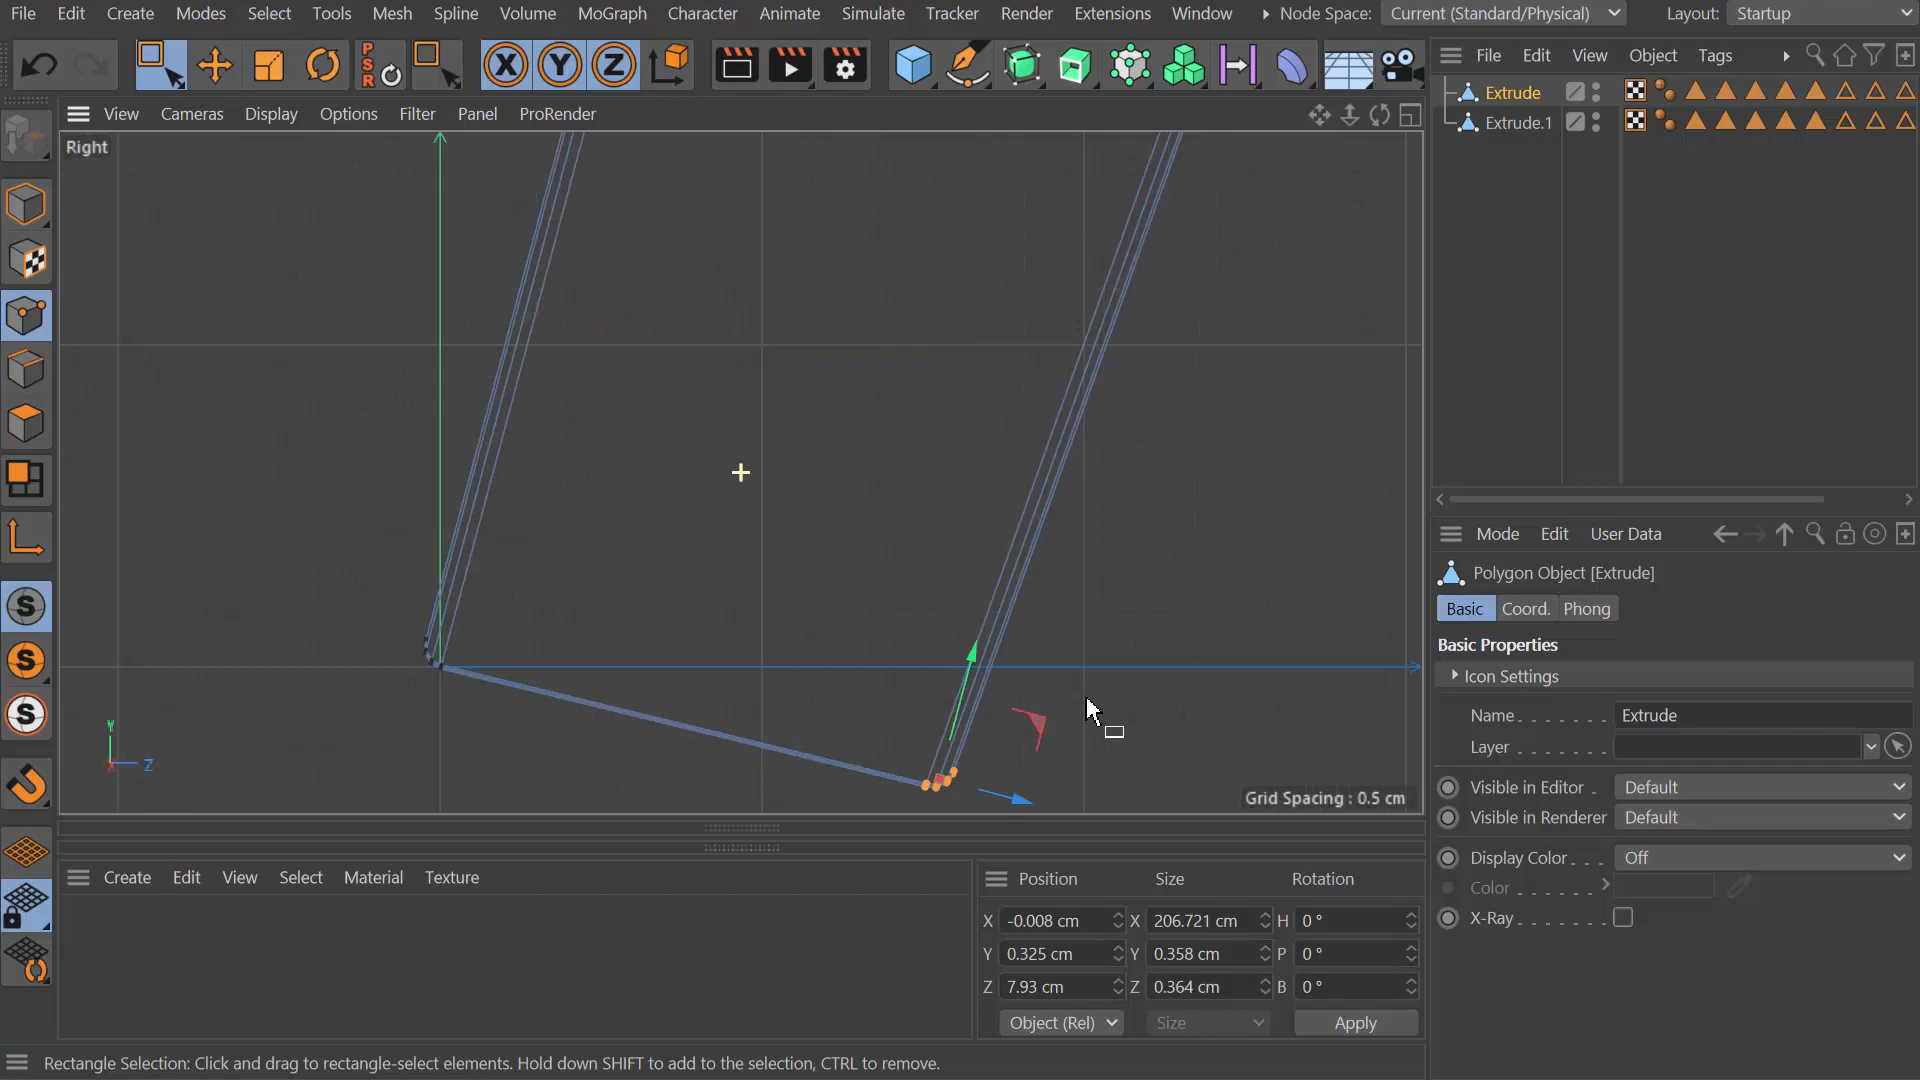 File Edit Create Modes Select Tools Mesh Spline Volume MoGraph Character Animate Simulate Tracker Render Extensions Window Node Space: Current (Standard/Physical) Layout: Startup
PSR
X Y Z
File Edit View Object Tags
Extrude
Extrude.1
View Cameras Display Options Filter Panel ProRender
Right
Y
Z
X
Grid Spacing : 0.5 cm
S
S
S
Mode Edit User Data
Polygon Object [Extrude]
Basic Coord. Phong
Basic Properties
Icon Settings
Name Extrude
Layer
Visible in Editor Default
Visible in Renderer Default
Display Color Off
Color
X-Ray
Create Edit View Select Material Texture
Position Size Rotation
X -0.008 cm X 206.721 cm H 0 °
Y 0.325 cm Y 0.358 cm P 0 °
Z 7.93 cm Z 0.364 cm B 0 °
Object (Rel) Size Apply
Rectangle Selection: Click and drag to rectangle-select elements. Hold down SHIFT to add to the selection, CTRL to remove.